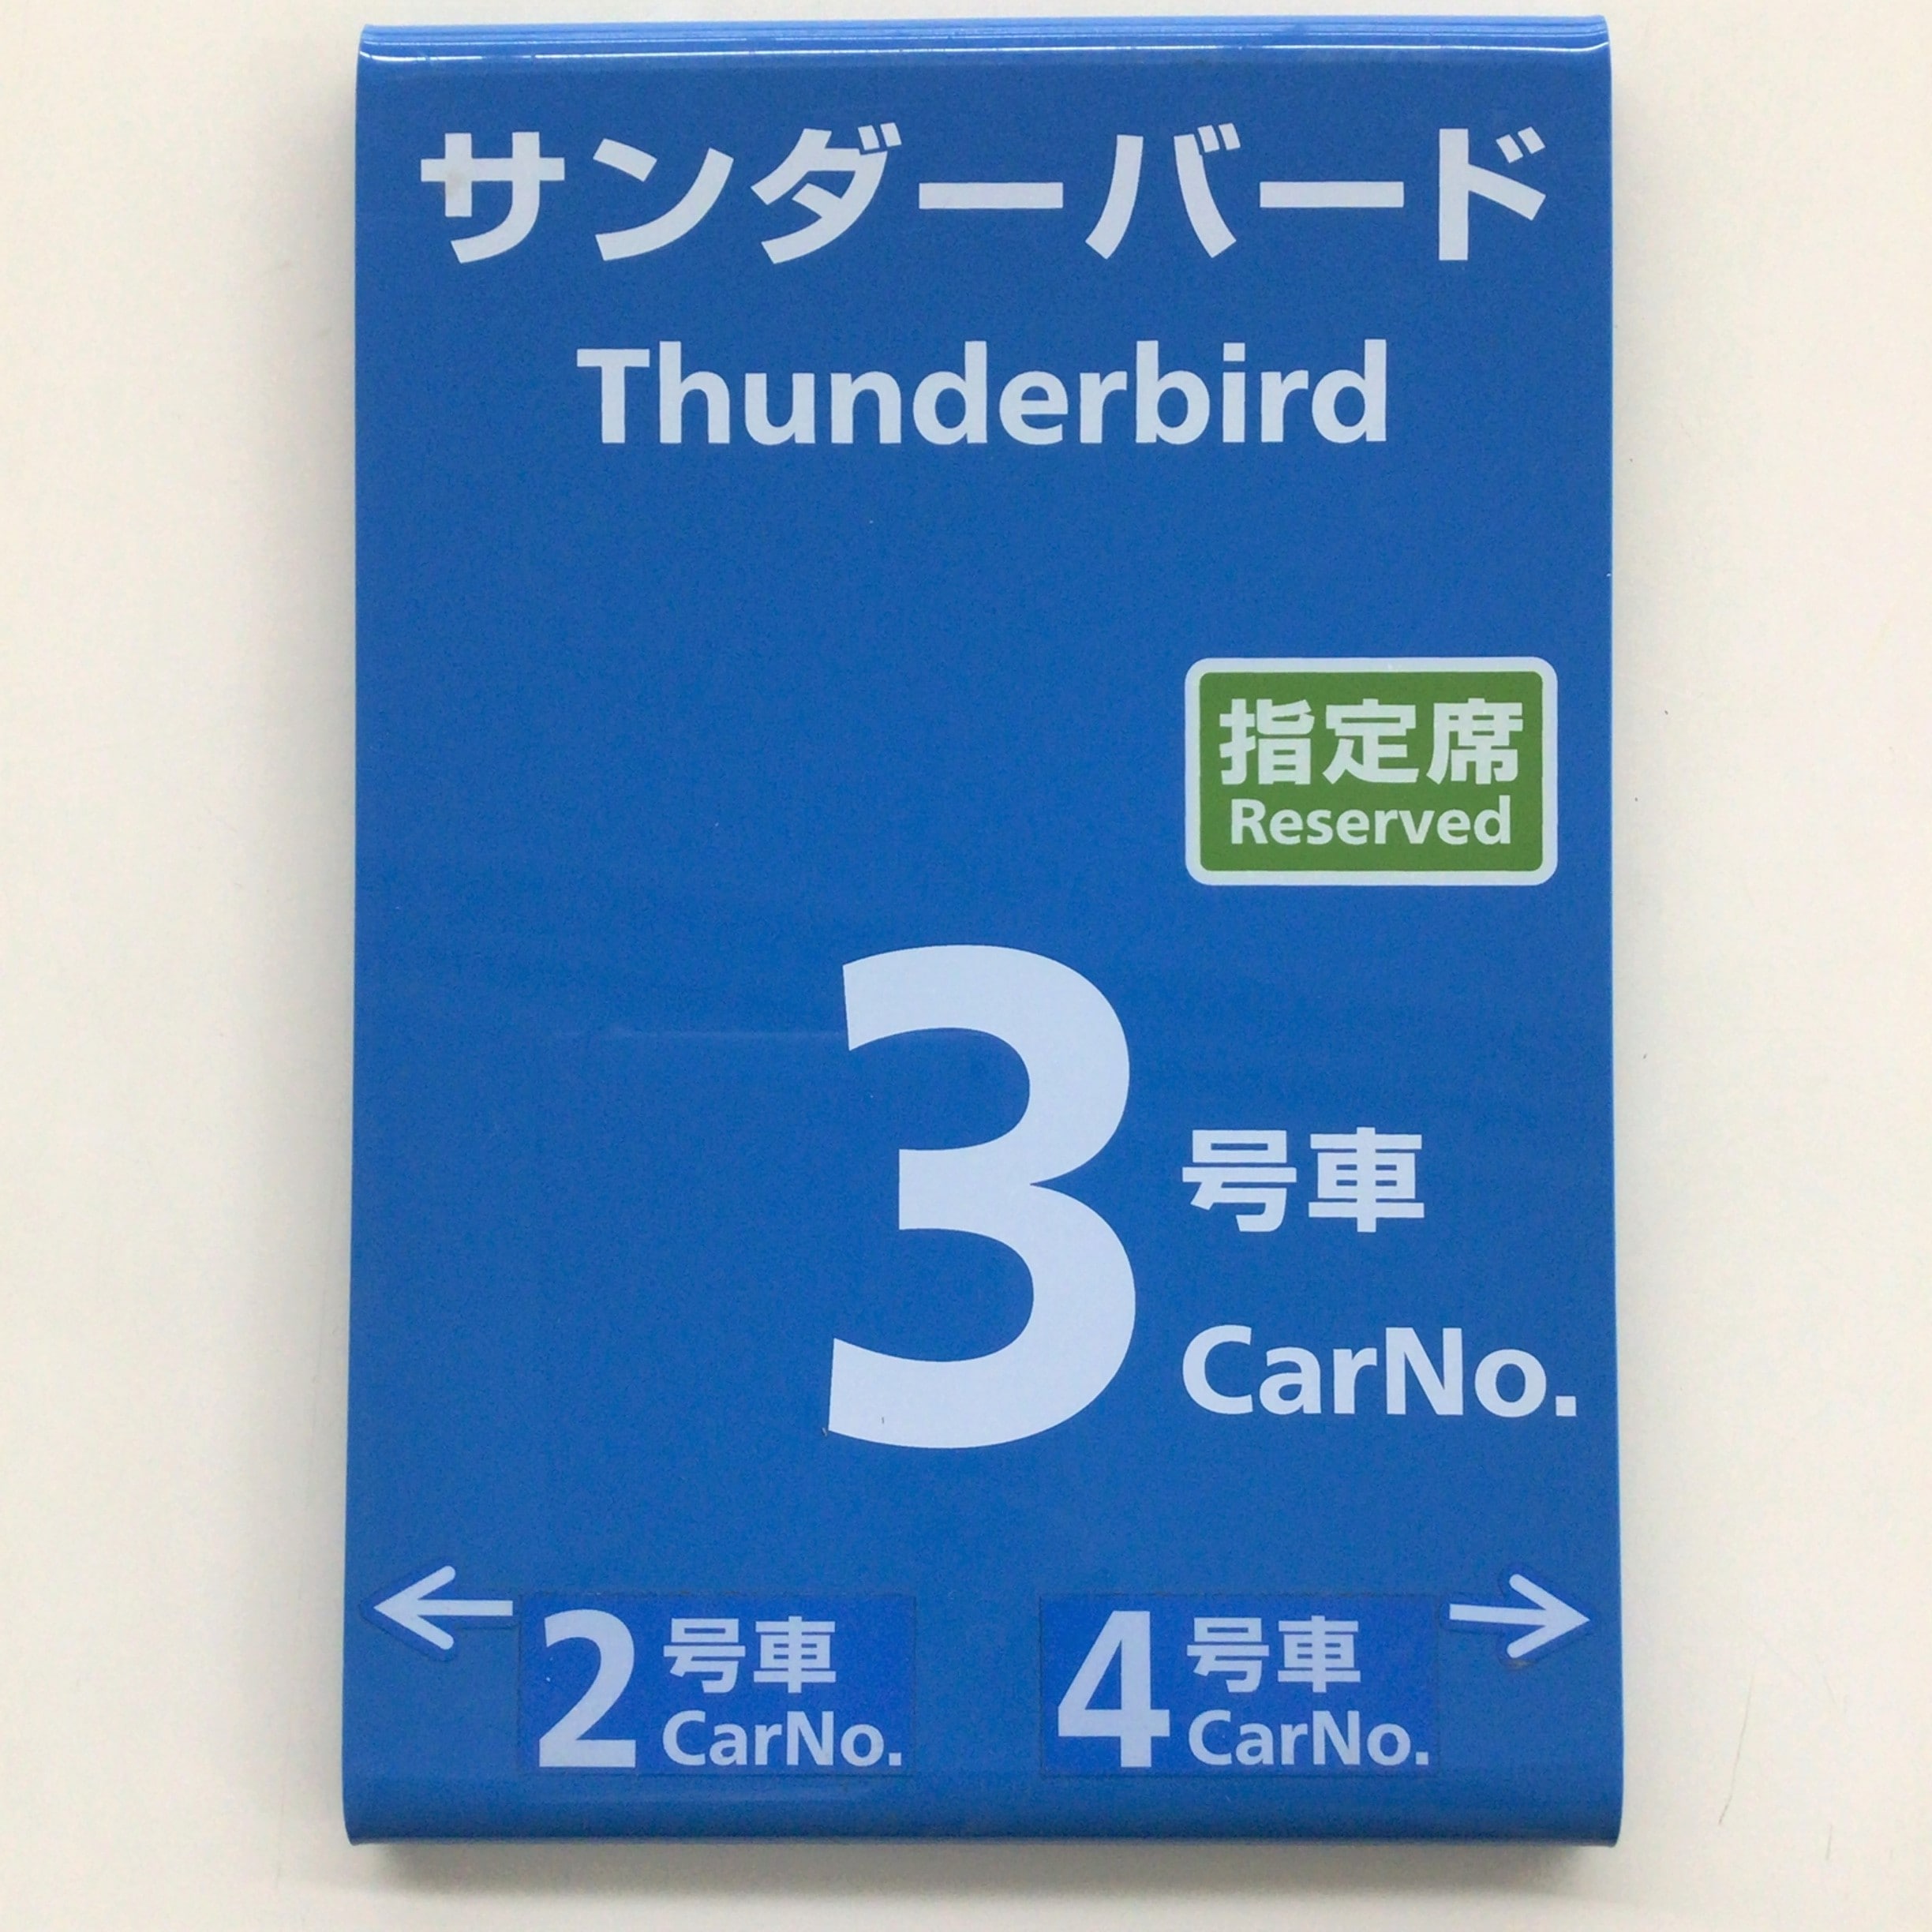 サンダーバード
Thunderbird
指定席
Reserved
3 号車
CarNo.
← 2 号車 CarNo.
4 号車 CarNo. →